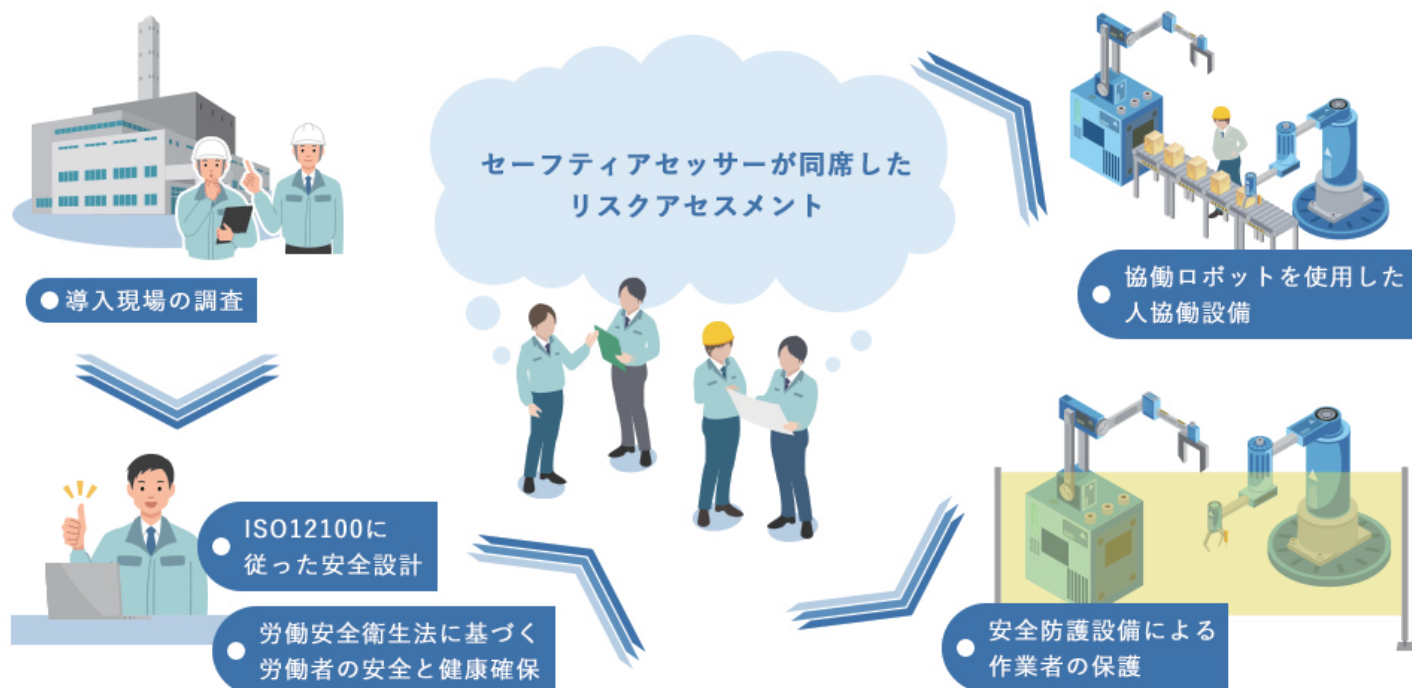 セーフティアセッサーが同席した
リスクアセスメント
導入現場の調査
ISO12100に
従った安全設計
労働安全衛生法に基づく
労働者の安全と健康確保
協働ロボットを使用した
人協働設備
安全防護設備による
作業者の保護